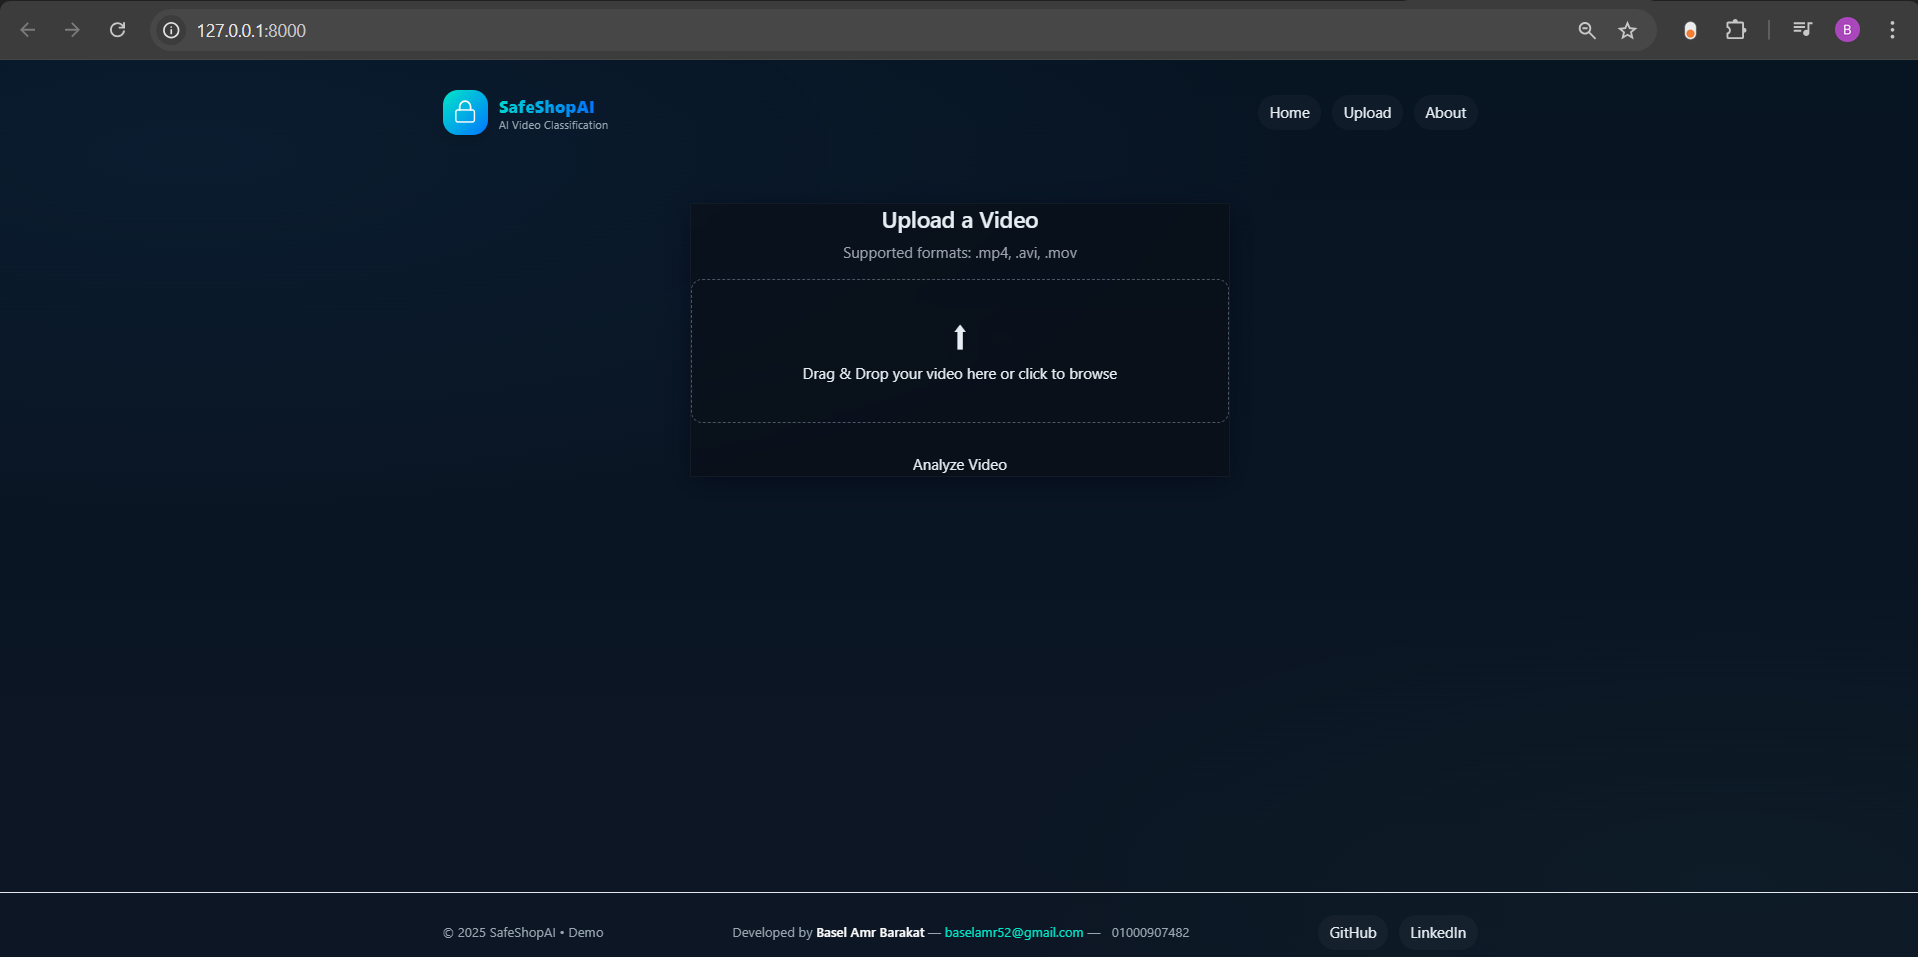 127.0.0.1:8000
B
SafeShopAI
AI Video Classification
Home
Upload
About
Upload a Video
Supported formats: .mp4, .avi, .mov
Drag & Drop your video here or click to browse
Analyze Video
© 2025 SafeShopAI • Demo
Developed by Basel Amr Barakat — baselamr52@gmail.com — 01000907482
GitHub
LinkedIn